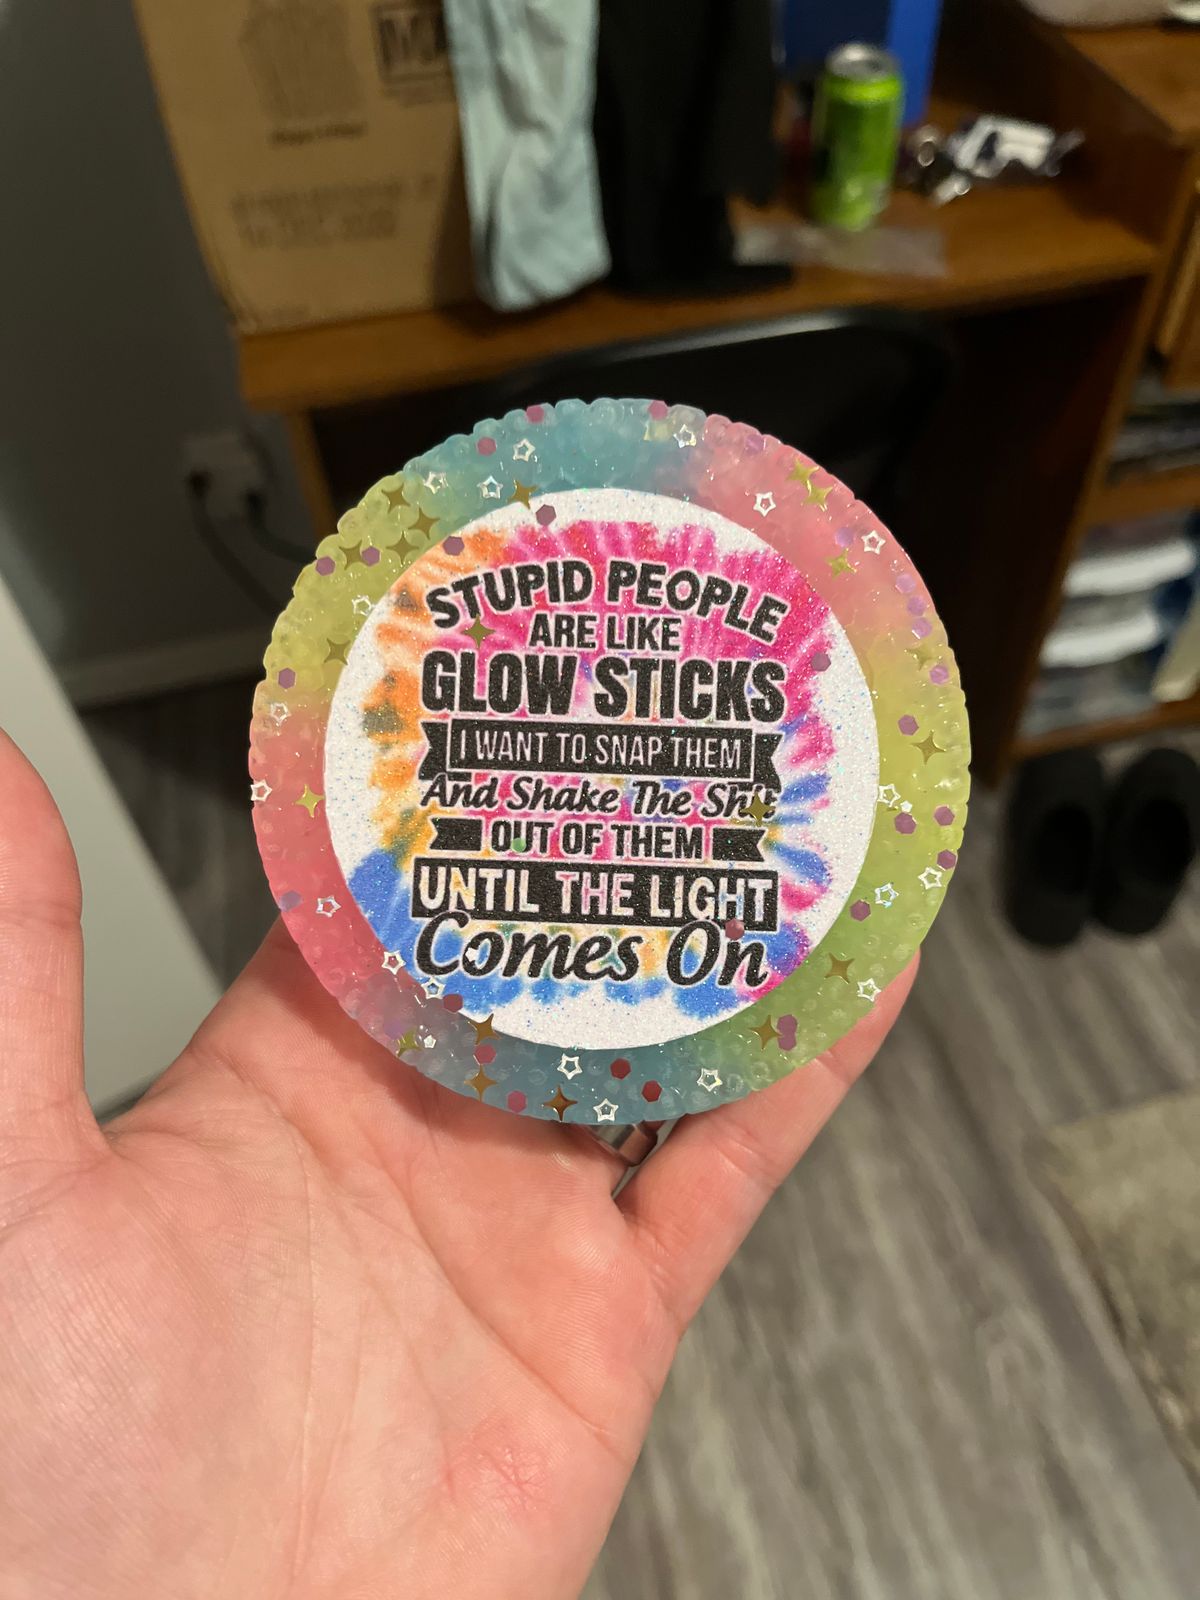 STUPID PEOPLE
ARE LIKE
GLOW STICKS
I WANT TO SNAP THEM
And Shake The Sh!t
OUT OF THEM
UNTIL THE LIGHT
Comes On